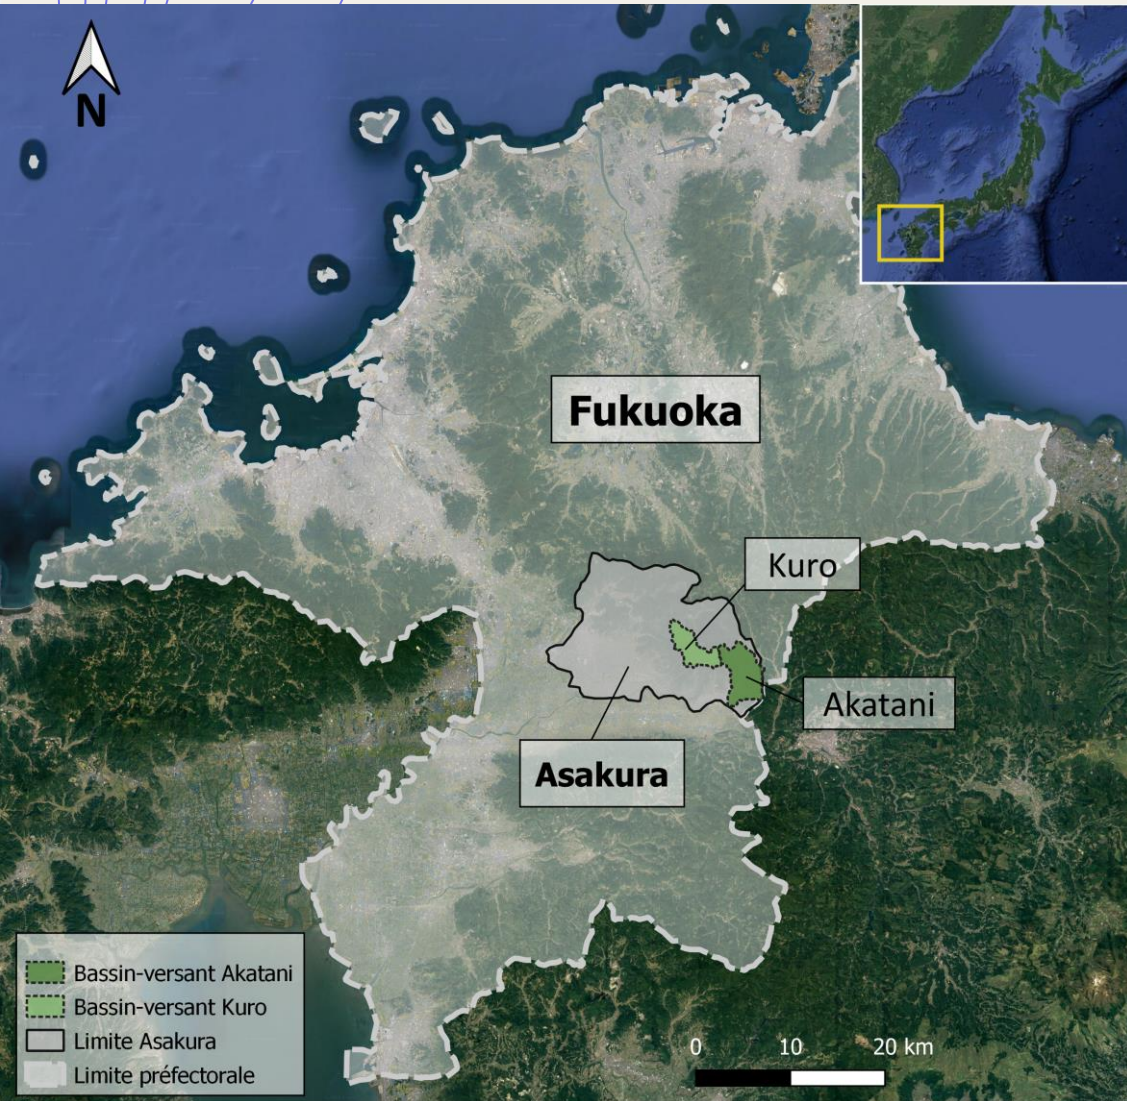 N
Fukuoka
Kuro
Akatani
Asakura
Bassin-versant Akatani
Bassin-versant Kuro
Limite Asakura
Limite préfectorale
0 10 20 km